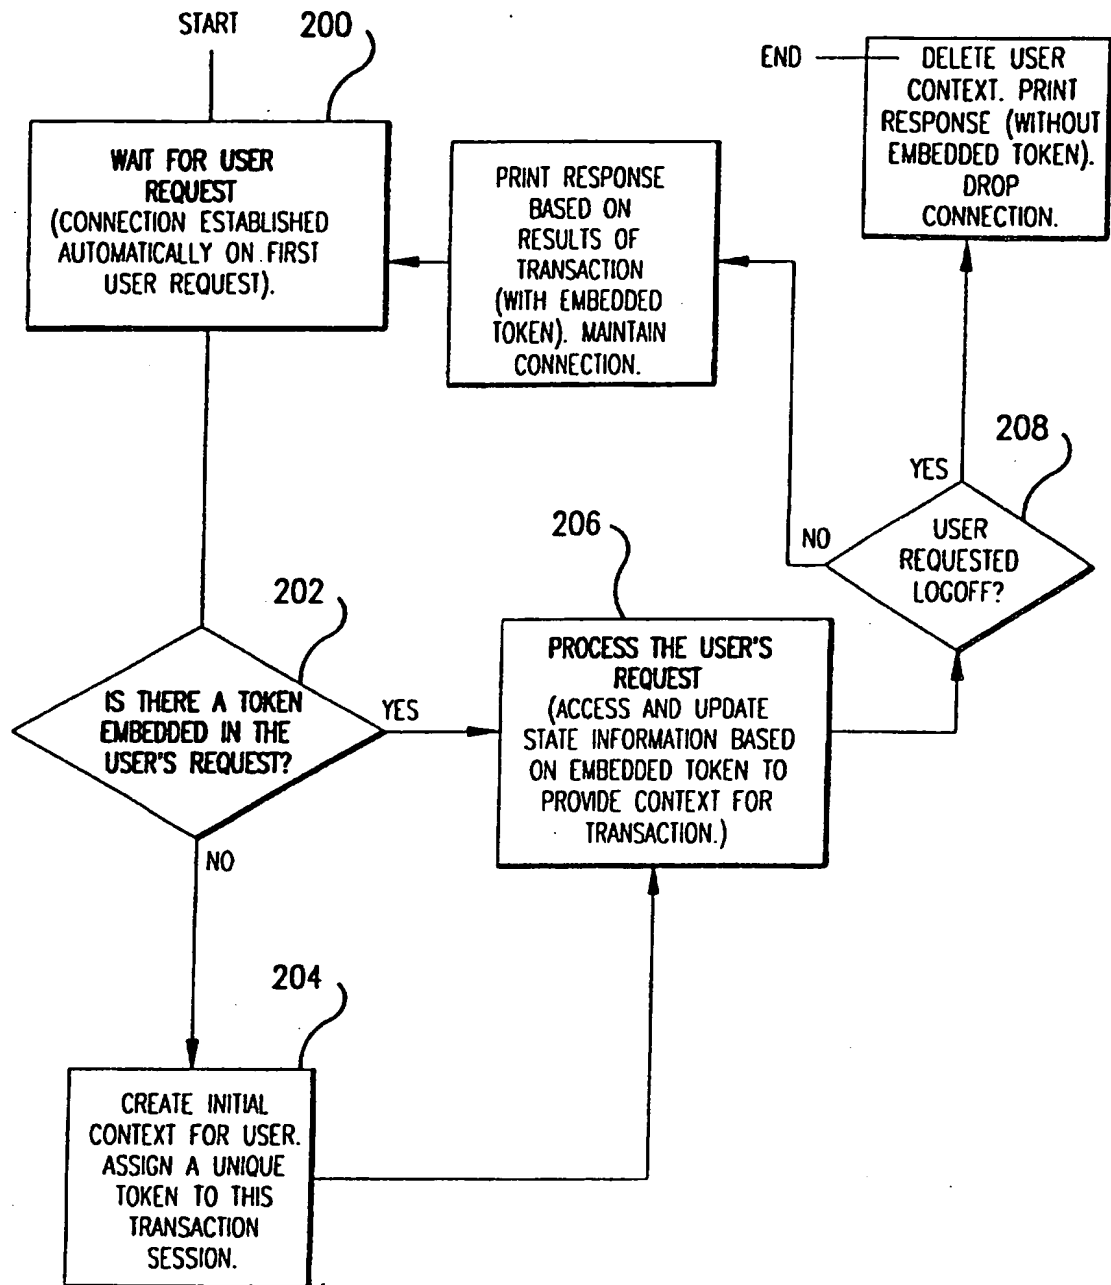 START
200
WAIT FOR USER
REQUEST
(CONNECTION ESTABLISHED
AUTOMATICALLY ON FIRST
USER REQUEST).
PRINT RESPONSE
BASED ON
RESULTS OF
TRANSACTION
(WITH EMBEDDED
TOKEN). MAINTAIN
CONNECTION.
END
DELETE USER
CONTEXT. PRINT
RESPONSE (WITHOUT
EMBEDDED TOKEN).
DROP
CONNECTION.
208
YES
NO
USER
REQUESTED
LOGOFF?
202
IS THERE A TOKEN
EMBEDDED IN THE
USER'S REQUEST?
YES
NO
206
PROCESS THE USER'S
REQUEST
(ACCESS AND UPDATE
STATE INFORMATION BASED
ON EMBEDDED TOKEN TO
PROVIDE CONTEXT FOR
TRANSACTION.)
204
CREATE INITIAL
CONTEXT FOR USER.
ASSIGN A UNIQUE
TOKEN TO THIS
TRANSACTION
SESSION.